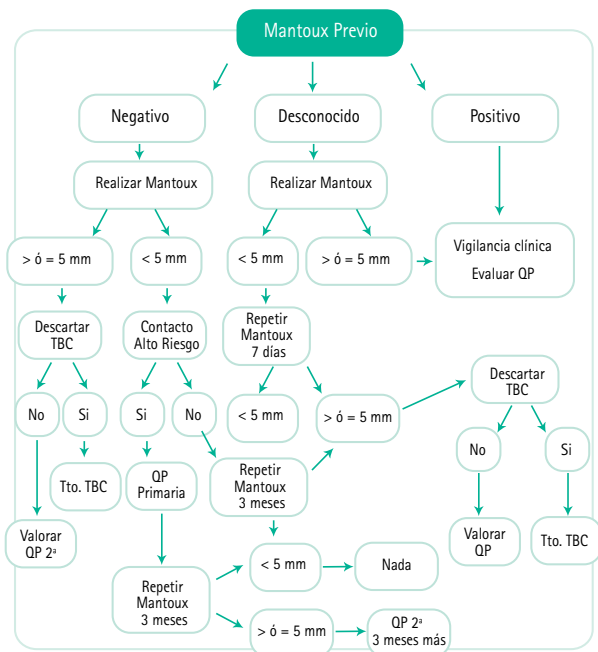 Mantoux Previo
Negativo
Desconocido
Positivo
Realizar Mantoux
Realizar Mantoux
> ó = 5 mm
< 5 mm
< 5 mm
> ó = 5 mm
Vigilancia clínica
Evaluar QP
Descartar
TBC
Contacto
Alto Riesgo
Repetir
Mantoux
7 días
Descartar
TBC
No
Si
Si
No
< 5 mm
> ó = 5 mm
No
Si
Tto. TBC
QP
Primaria
Repetir
Mantoux
3 meses
Valorar
QP 2ª
Valorar
QP
Tto. TBC
Repetir
Mantoux
3 meses
< 5 mm
Nada
> ó = 5 mm
QP 2ª
3 meses más